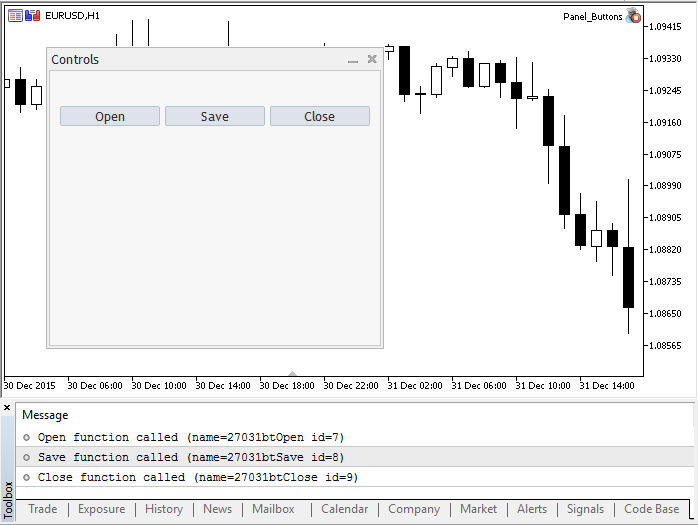 EURUSD,H1
Panel_Buttons
1.09415
Controls
1.09330
1.09245
Open Save Close
1.09160
1.09075
1.08990
1.08905
1.08820
1.08735
1.08650
1.08565
30 Dec 2015 30 Dec 06:00 30 Dec 10:00 30 Dec 14:00 30 Dec 18:00 30 Dec 22:00 31 Dec 02:00 31 Dec 06:00 31 Dec 10:00 31 Dec 14:00
Message
Open function called (name=27031btOpen id=7)
Save function called (name=27031btSave id=8)
Close function called (name=27031btClose id=9)
Toolbox
Trade Exposure History News Mailbox Calendar Company Market Alerts Signals Code Base